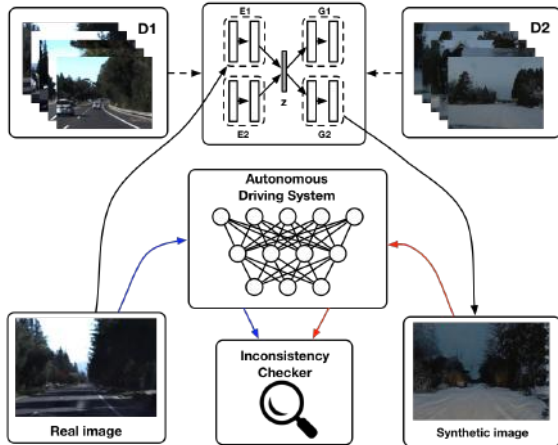 D1
E1
G1
D2
z
E2
G2
Autonomous
Driving System
Inconsistency
Checker
Real image
Synthetic image